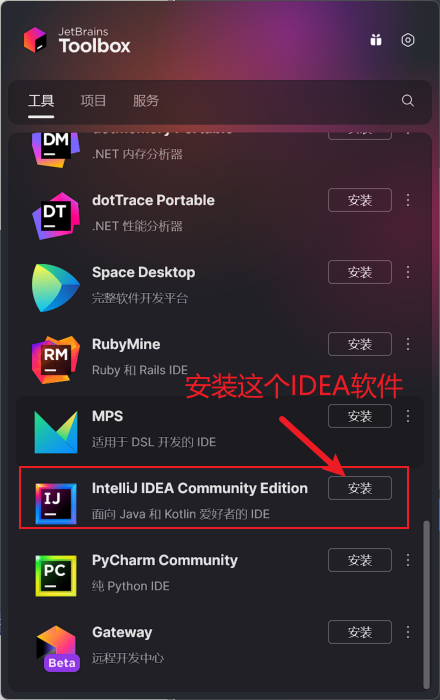 JetBrains
Toolbox
工具 项目 服务
DM
.NET 内存分析器
DT
dotTrace Portable
安装
.NET 性能分析器
Space Desktop
安装
完整软件开发平台
RM
RubyMine
安装
Ruby 和 Rails IDE
安装这个IDEA软件
MPS
安装
适用于 DSL 开发的 IDE
IJ
IntelliJ IDEA Community Edition
安装
面向 Java 和 Kotlin 爱好者的 IDE
PC
PyCharm Community
安装
纯 Python IDE
Gateway
安装
Beta
远程开发中心